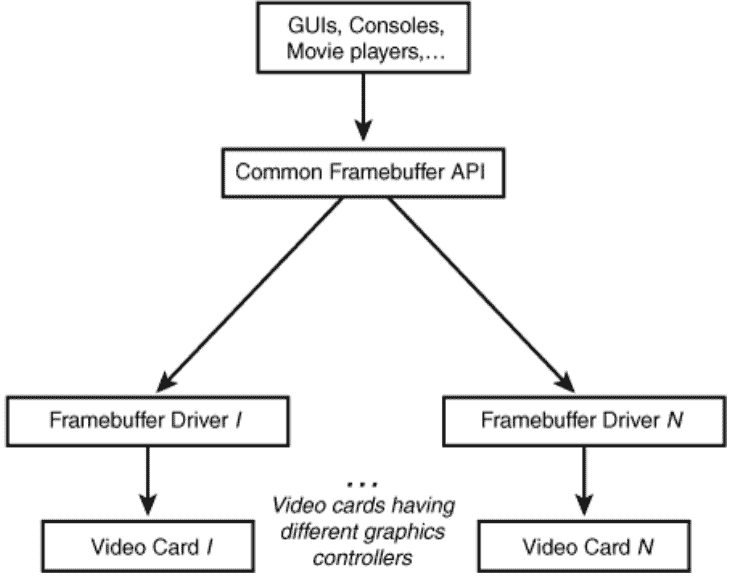 GUIs, Consoles,
Movie players,...
Common Framebuffer API
Framebuffer Driver I
Framebuffer Driver N
...
Video cards having
different graphics
controllers
Video Card I
Video Card N